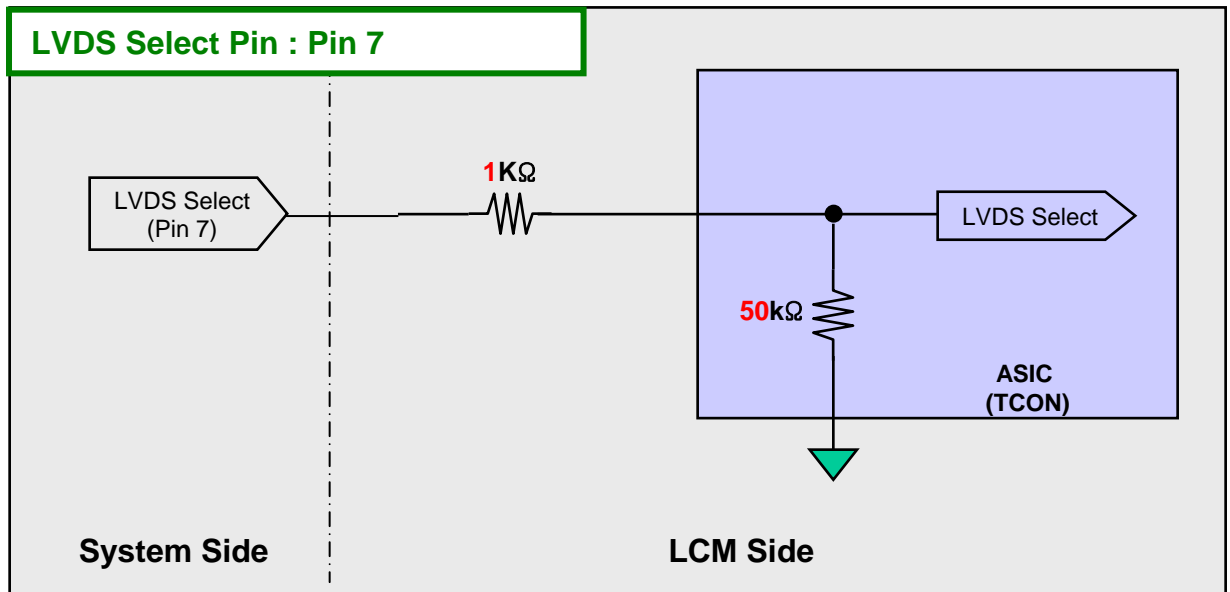 LVDS Select Pin : Pin 7
1KΩ
LVDS Select
(Pin 7)
LVDS Select
50kΩ
ASIC
(TCON)
System Side
LCM Side